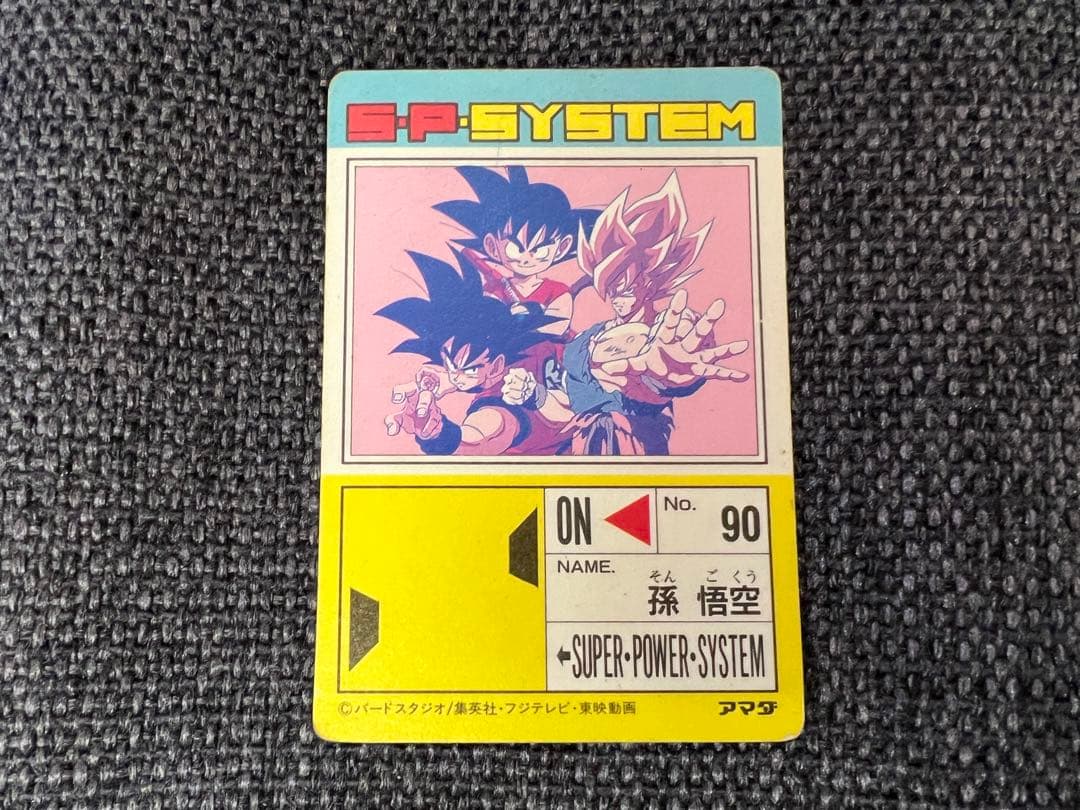 S・P・SYSTEM
ON
No. 90
NAME.
そん ご くう
孫 悟空
←SUPER・POWER・SYSTEM
©バードスタジオ/集英社・フジテレビ・東映動画
アマダ